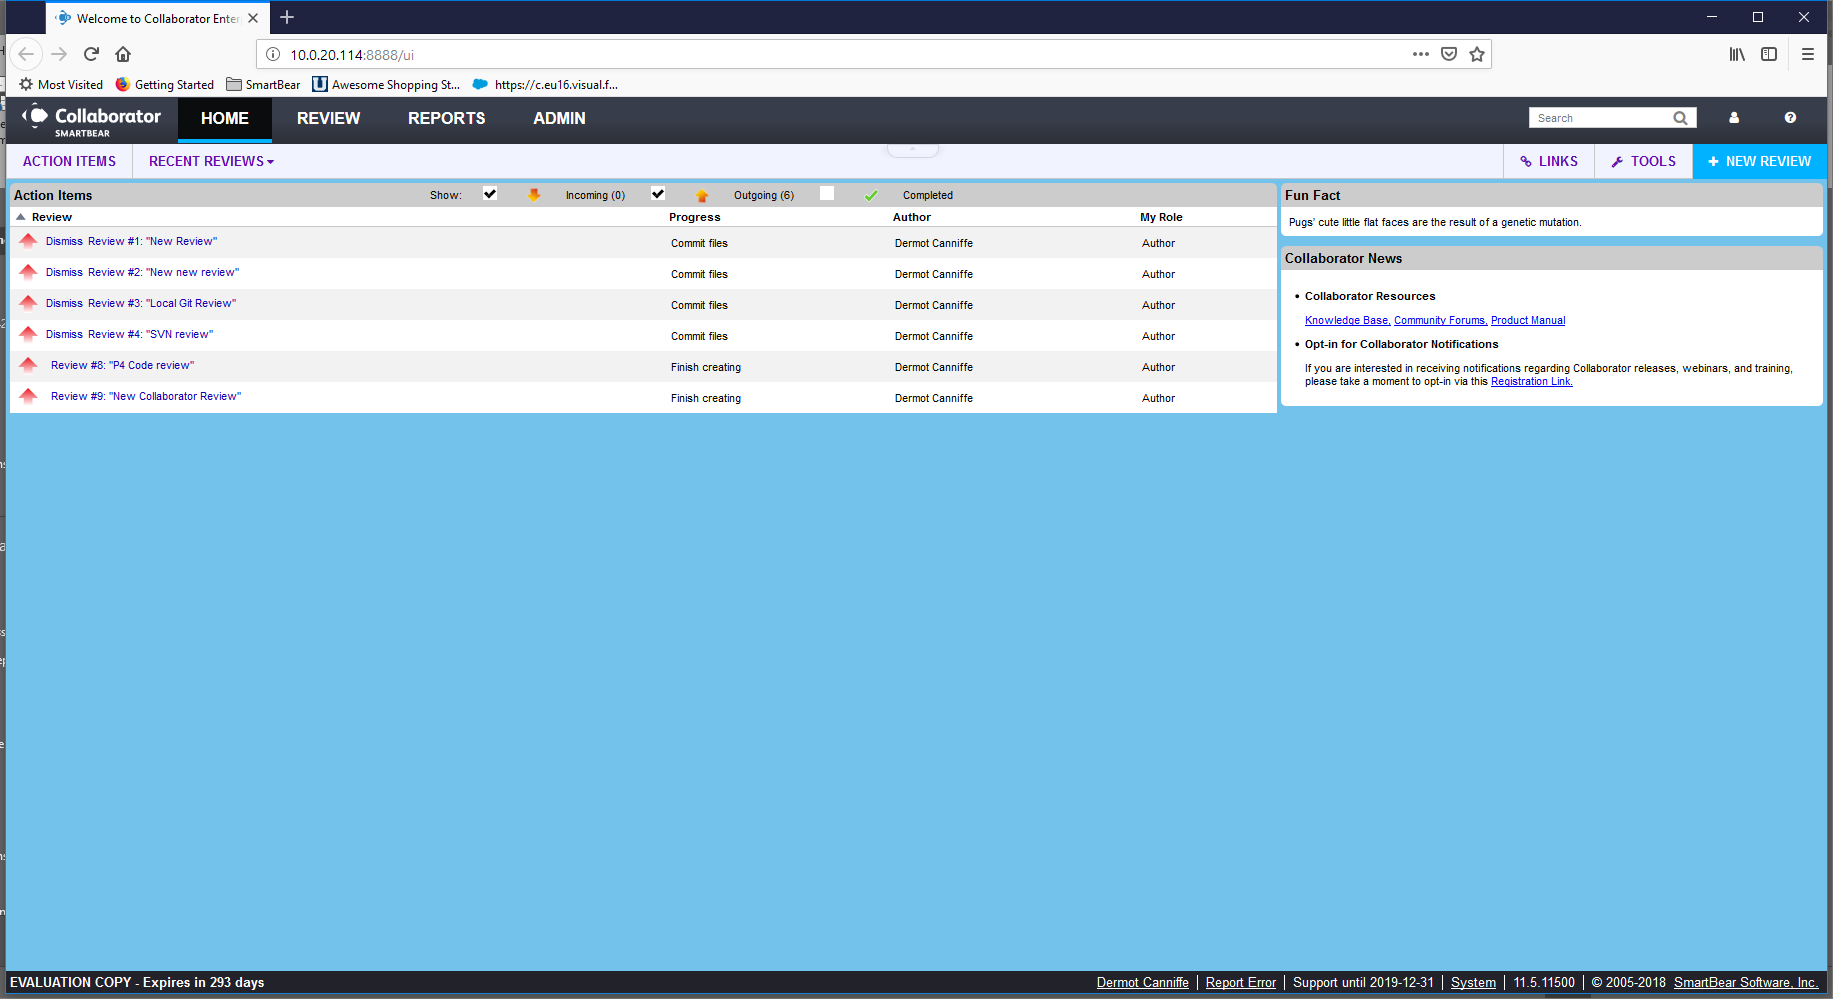 Welcome to Collaborator Enter
10.0.20.114:8888/ui
Most Visited Getting Started SmartBear Awesome Shopping St... https://c.eu16.visual.f...
Collaborator
SMARTBEAR
HOME REVIEW REPORTS ADMIN Search
ACTION ITEMS RECENT REVIEWS LINKS TOOLS + NEW REVIEW
Action Items Show: Incoming (0) Outgoing (6) Completed
Review Progress Author My Role
Dismiss Review #1: "New Review" Commit files Dermot Canniffe Author
Dismiss Review #2: "New new review" Commit files Dermot Canniffe Author
Dismiss Review #3: "Local Git Review" Commit files Dermot Canniffe Author
Dismiss Review #4: "SVN review" Commit files Dermot Canniffe Author
Review #8: "P4 Code review" Finish creating Dermot Canniffe Author
Review #9: "New Collaborator Review" Finish creating Dermot Canniffe Author
Fun Fact
Pugs' cute little flat faces are the result of a genetic mutation.
Collaborator News
• Collaborator Resources
Knowledge Base, Community Forums, Product Manual
• Opt-in for Collaborator Notifications
If you are interested in receiving notifications regarding Collaborator releases, webinars, and training,
please take a moment to opt-in via this Registration Link.
EVALUATION COPY - Expires in 293 days Dermot Canniffe | Report Error | Support until 2019-12-31 | System | 11.5.11500 | © 2005-2018 SmartBear Software, Inc.